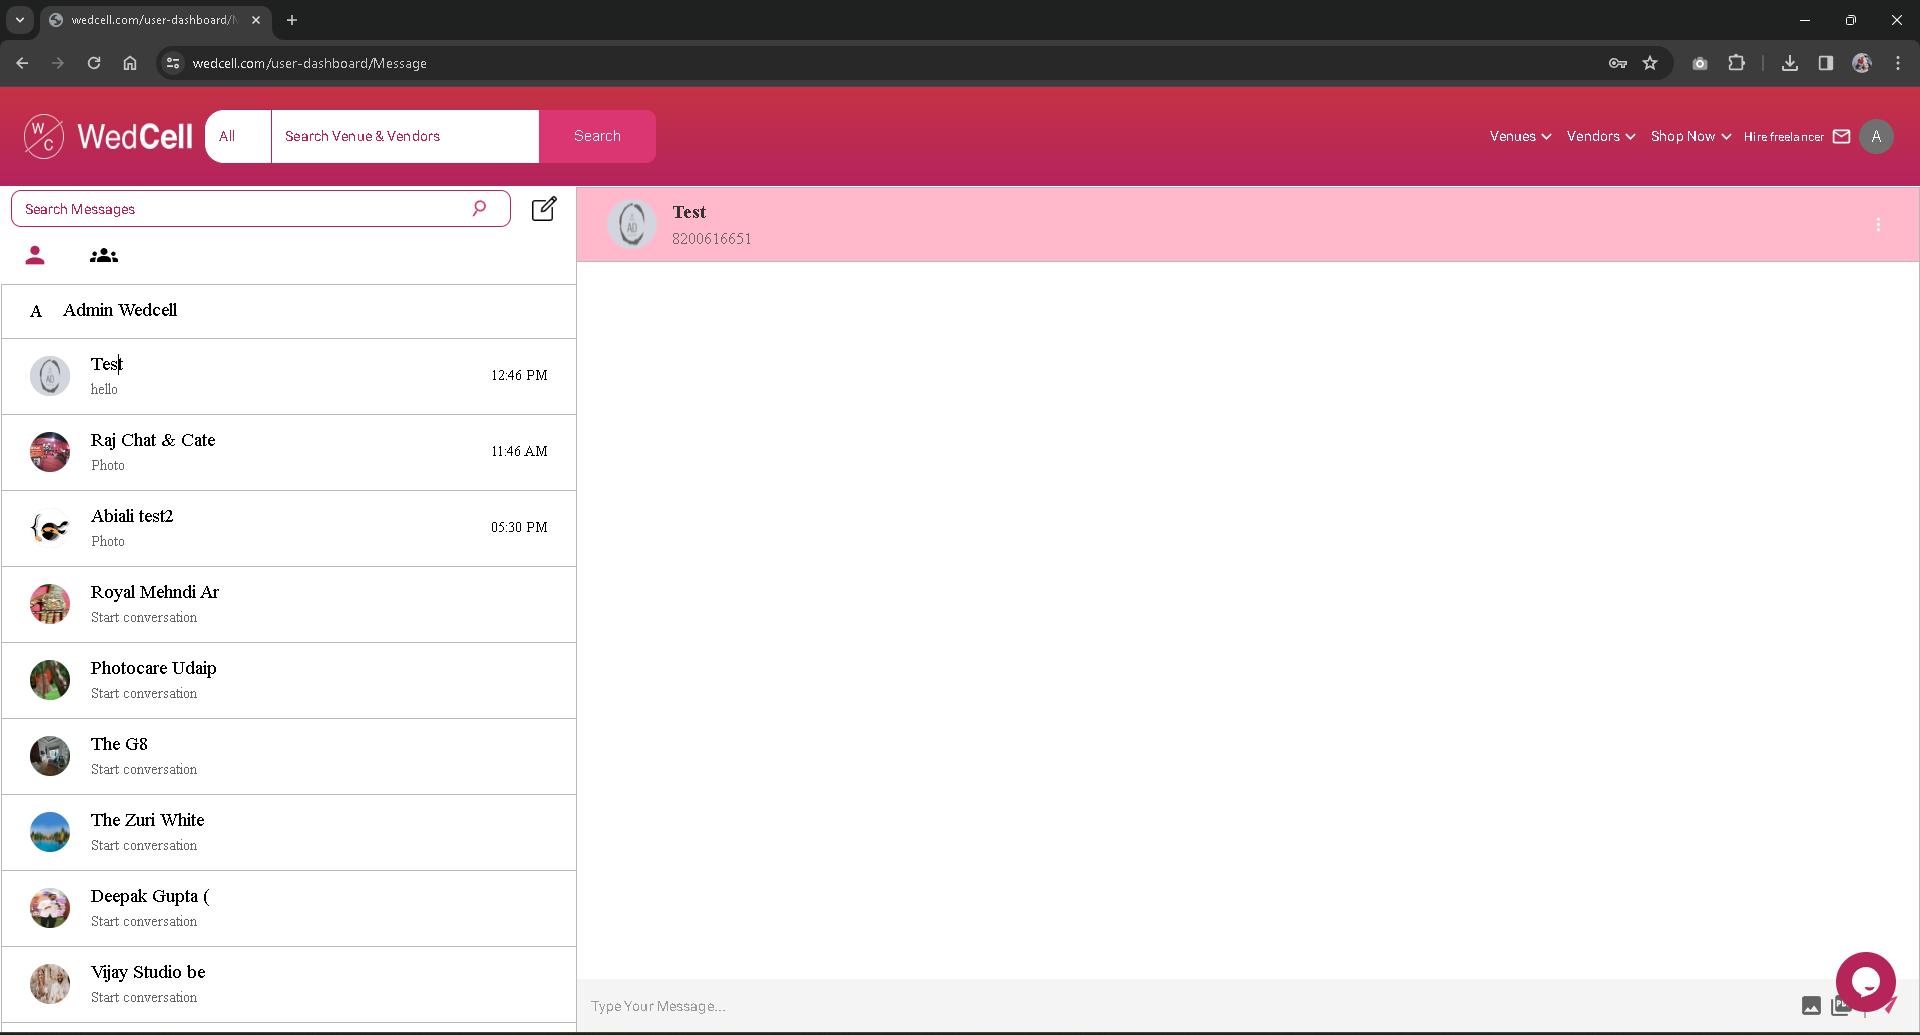 wedcell.com/user-dashboard/
wedcell.com/user-dashboard/Message
W C WedCell
All
Search Venue & Vendors
Search
Venues
Vendors
Shop Now
Hire freelancer
A
Search Messages
A Admin Wedcell
Test
hello
12:46 PM
Raj Chat & Cate
Photo
11:46 AM
Abiali test2
Photo
05:30 PM
Royal Mehndi Ar
Start conversation
Photocare Udaip
Start conversation
The G8
Start conversation
The Zuri White
Start conversation
Deepak Gupta (
Start conversation
Vijay Studio be
Start conversation
AD
Test
8200616651
Type Your Message...